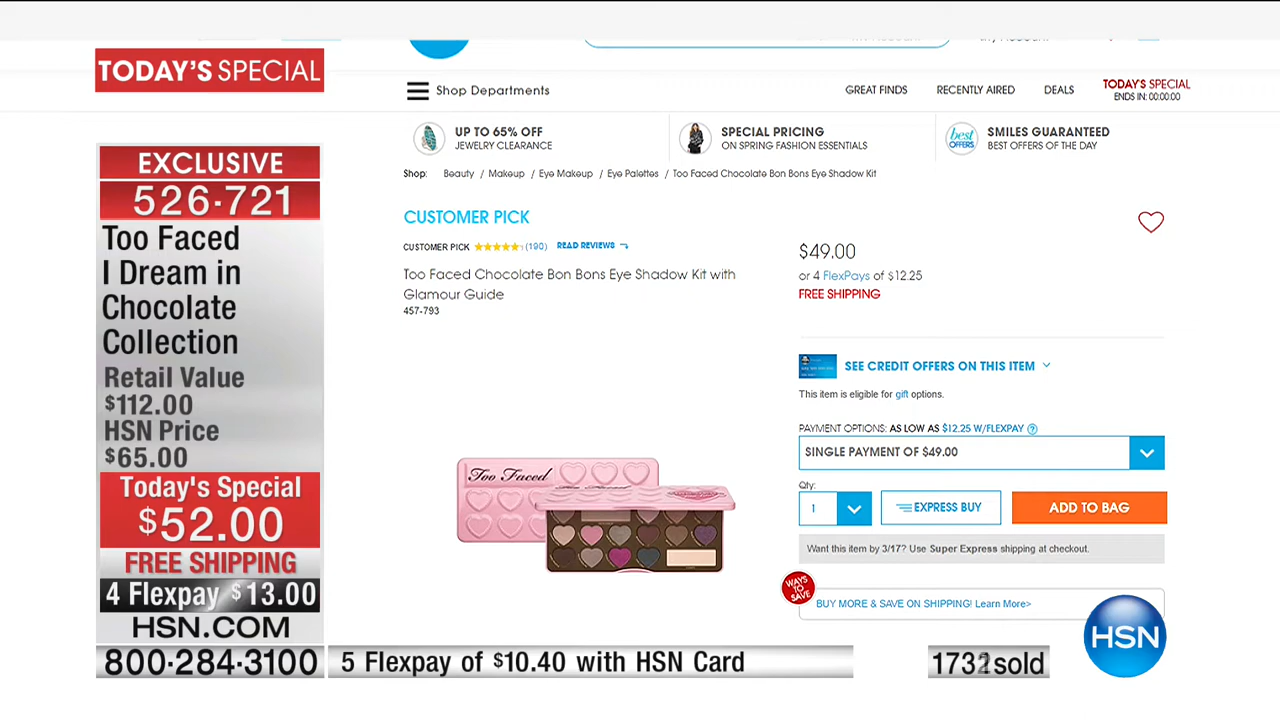 TODAY'S SPECIAL
EXCLUSIVE
526-721
Too Faced
I Dream in
Chocolate
Collection
Retail Value
$112.00
HSN Price
$65.00
Today's Special
$52.00
FREE SHIPPING
4 Flexpay $13.00
HSN.COM
800-284-3100
5 Flexpay of $10.40 with HSN Card
sold
HSN
Shop Departments
GREAT FINDS
RECENTLY AIRED
DEALS
TODAY'S SPECIAL
ENDS IN: 00:00:00
UP TO 65% OFF
JEWELRY CLEARANCE
SPECIAL PRICING
ON SPRING FASHION ESSENTIALS
best
OFFERS
SMILES GUARANTEED
BEST OFFERS OF THE DAY
Shop: Beauty / Makeup / Eye Makeup / Eye Palettes / Too Faced Chocolate Bon Bons Eye Shadow Kit
CUSTOMER PICK
CUSTOMER PICK (190) READ REVIEWS
Too Faced Chocolate Bon Bons Eye Shadow Kit with
Glamour Guide
457-793
Too Faced
$49.00
or 4 FlexPays of $12.25
FREE SHIPPING
SEE CREDIT OFFERS ON THIS ITEM
This item is eligible for gift options.
PAYMENT OPTIONS: AS LOW AS $12.25 W/FLEXPAY ?
SINGLE PAYMENT OF $49.00
Qty:
1
EXPRESS BUY
ADD TO BAG
Want this item by 3/17? Use Super Express shipping at checkout.
WAYS
TO
SAVE
BUY MORE & SAVE ON SHIPPING! Learn More>